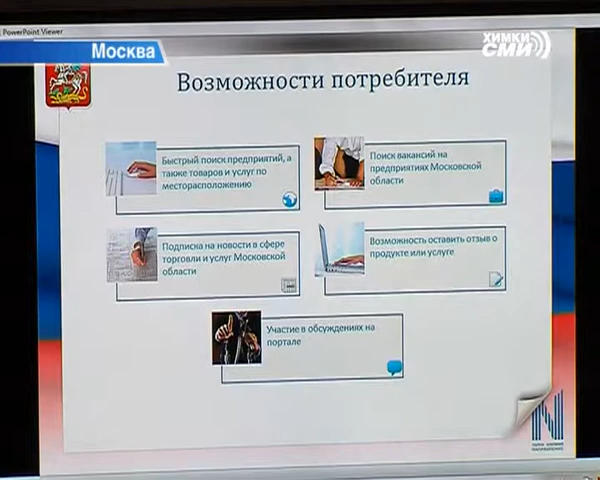 PowerPoint Viewer
Москва
ХИМКИ
СМИ
Возможности потребителя
Быстрый поиск предприятий, а
также товаров и услуг по
месторасположению
Поиск вакансий на
предприятиях Московской
области
Подписка на новости в сфере
торговли и услуг Московской
области
Возможность оставить отзыв о
продукте или услуге
Участие в обсуждениях на
портале